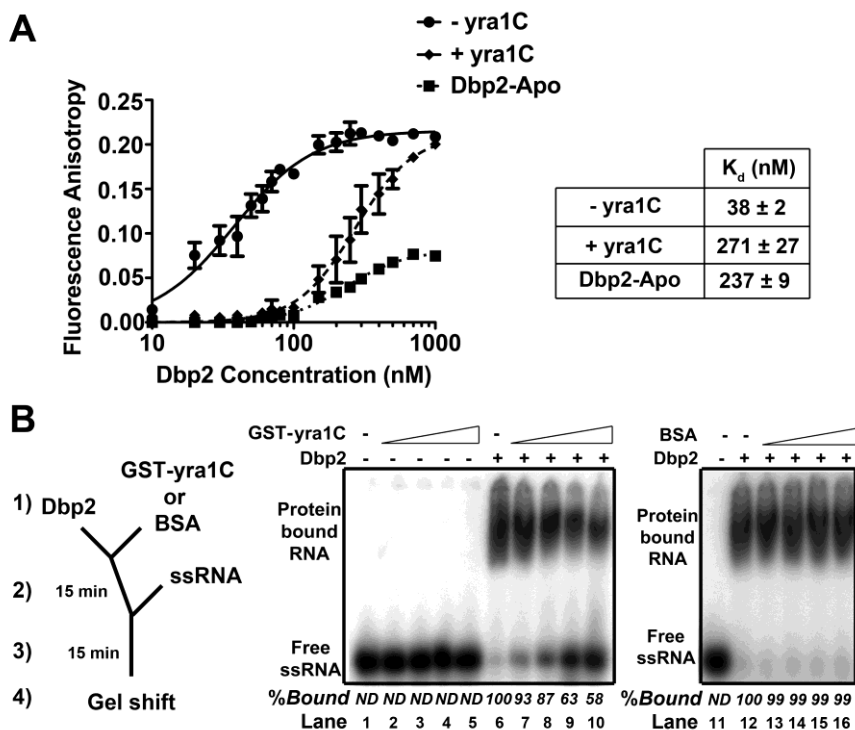 A
- yra1C
+ yra1C
Dbp2-Apo
Fluorescence Anisotropy
0.25
0.20
0.15
0.10
0.05
0.00
10 100 1000
Dbp2 Concentration (nM)
Kd (nM)
- yra1C 38 ± 2
+ yra1C 271 ± 27
Dbp2-Apo 237 ± 9
B
1)
2)
3)
4)
Dbp2
GST-yra1C
or
BSA
15 min
ssRNA
15 min
Gel shift
GST-yra1C - -
Dbp2 - - - - - + + + + +
Protein
bound
RNA
Free
ssRNA
%Bound ND ND ND ND ND 100 93 87 63 58
Lane 1 2 3 4 5 6 7 8 9 10
BSA - -
Dbp2 - + + + + +
Protein
bound
RNA
Free
ssRNA
%Bound ND 100 99 99 99 99
Lane 11 12 13 14 15 16